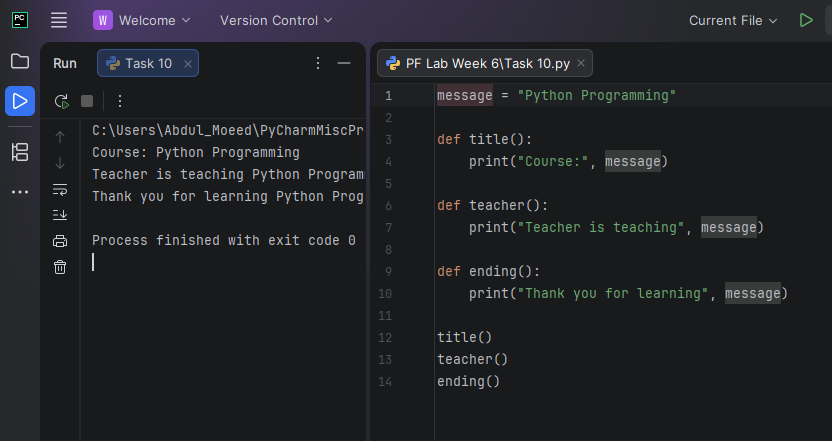 PC
W Welcome Version Control Current File
Run Task 10
C:\Users\Abdul_Moeed\PyCharmMiscPr
Course: Python Programming
Teacher is teaching Python Program
Thank you for learning Python Prog
Process finished with exit code 0
PF Lab Week 6\Task 10.py
1 message = "Python Programming"
2
3 def title():
4     print("Course:", message)
5
6 def teacher():
7     print("Teacher is teaching", message)
8
9 def ending():
10     print("Thank you for learning", message)
11
12 title()
13 teacher()
14 ending()